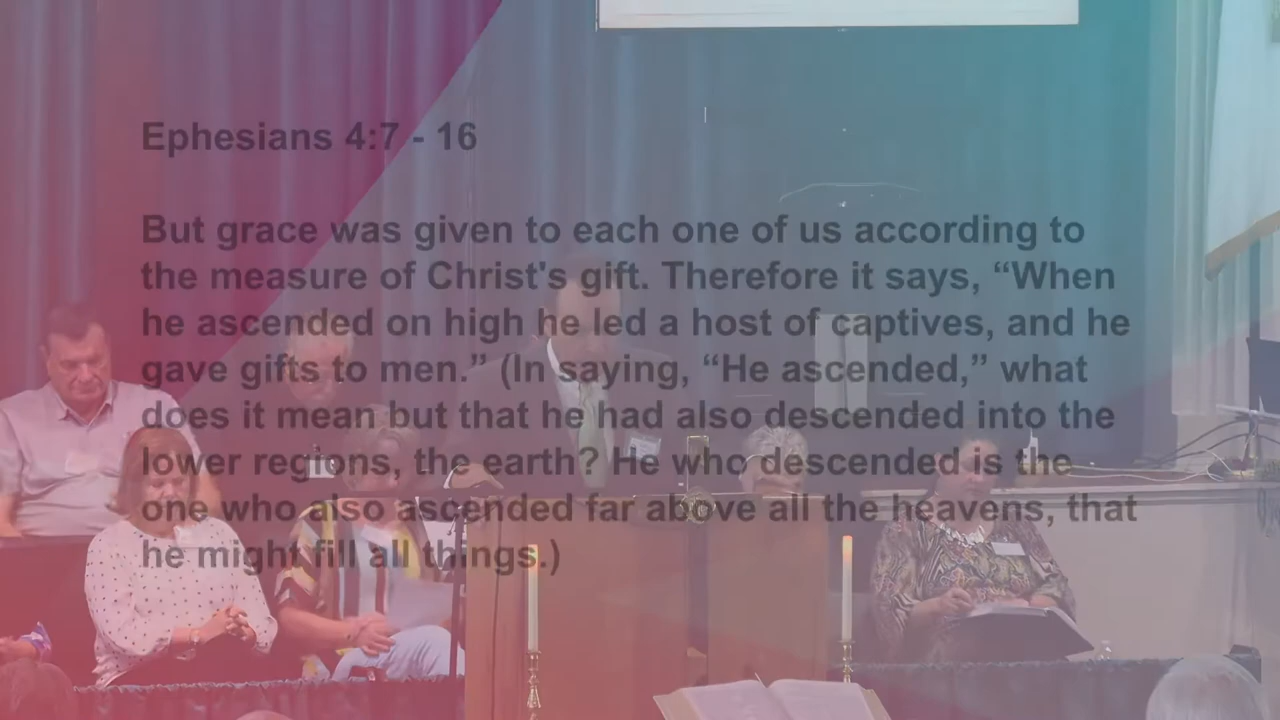 Ephesians 4:7 - 16
But grace was given to each one of us according to
the measure of Christ's gift. Therefore it says, “When
he ascended on high he led a host of captives, and he
gave gifts to men.” (In saying, “He ascended,” what
does it mean but that he had also descended into the
lower regions, the earth? He who descended is the
one who also ascended far above all the heavens, that
he might fill all things.)